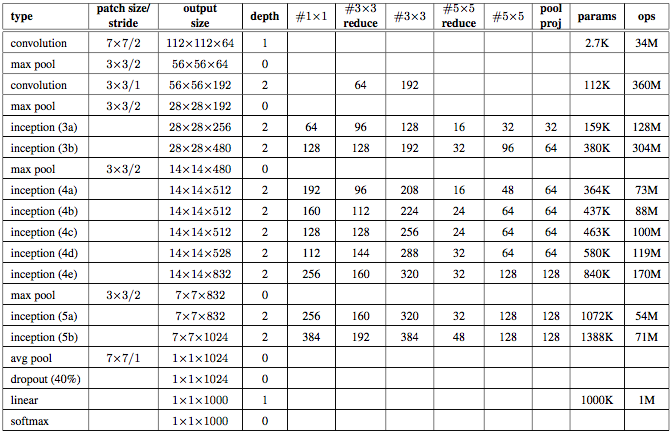 type patch size/ stride output size depth #1×1 #3×3 reduce #3×3 #5×5 reduce #5×5 pool proj params ops
convolution 7×7/2 112×112×64 1 2.7K 34M
max pool 3×3/2 56×56×64 0
convolution 3×3/1 56×56×192 2 64 192 112K 360M
max pool 3×3/2 28×28×192 0
inception (3a) 28×28×256 2 64 96 128 16 32 32 159K 128M
inception (3b) 28×28×480 2 128 128 192 32 96 64 380K 304M
max pool 3×3/2 14×14×480 0
inception (4a) 14×14×512 2 192 96 208 16 48 64 364K 73M
inception (4b) 14×14×512 2 160 112 224 24 64 64 437K 88M
inception (4c) 14×14×512 2 128 128 256 24 64 64 463K 100M
inception (4d) 14×14×528 2 112 144 288 32 64 64 580K 119M
inception (4e) 14×14×832 2 256 160 320 32 128 128 840K 170M
max pool 3×3/2 7×7×832 0
inception (5a) 7×7×832 2 256 160 320 32 128 128 1072K 54M
inception (5b) 7×7×1024 2 384 192 384 48 128 128 1388K 71M
avg pool 7×7/1 1×1×1024 0
dropout (40%) 1×1×1024 0
linear 1×1×1000 1 1000K 1M
softmax 1×1×1000 0